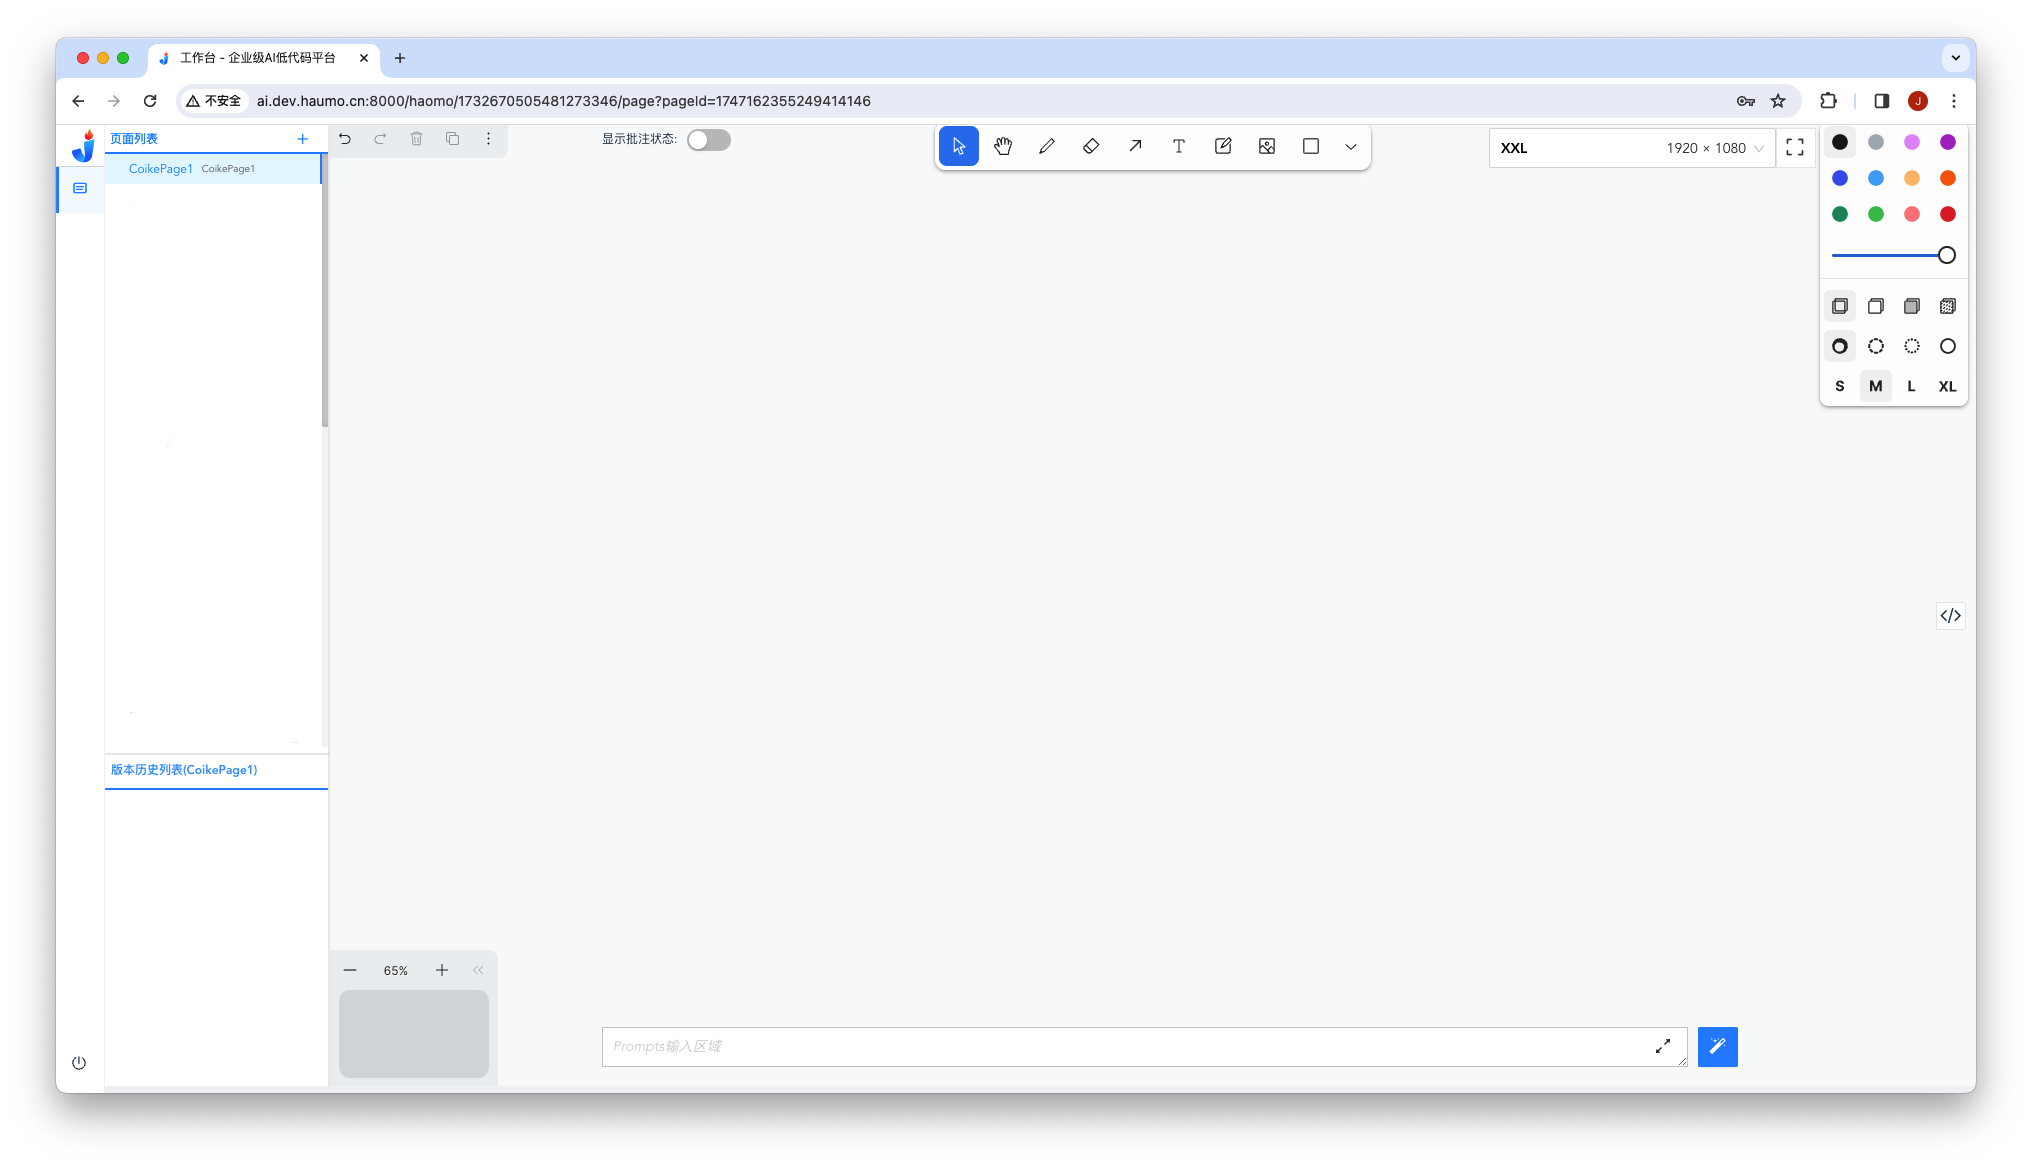 工作台 - 企业级AI低代码平台
不安全 ai.dev.haumo.cn:8000/haomo/1732670505481273346/page?pageId=1747162355249414146
J
页面列表
CoikePage1 CoikePage1
显示批注状态:
XXL 1920 × 1080
S M L XL
版本历史列表(CoikePage1)
65%
Prompts输入区域